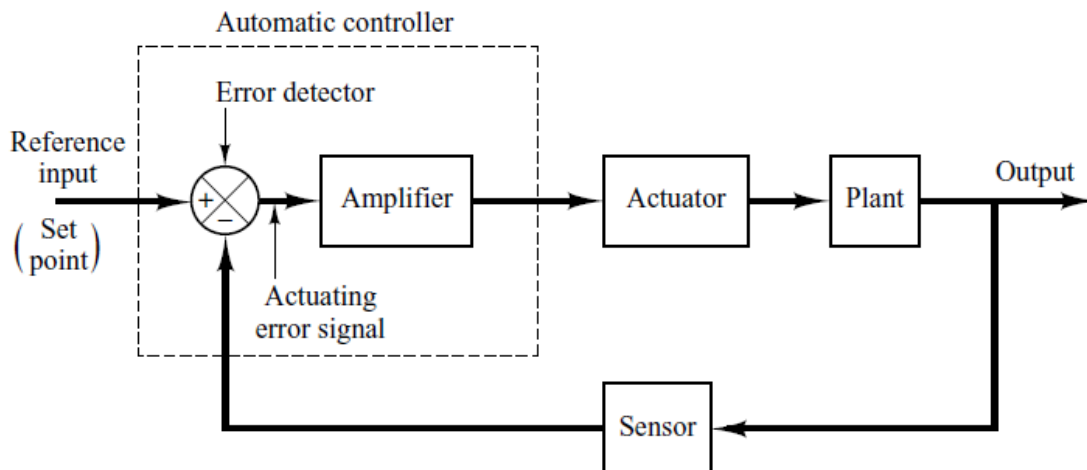 Automatic controller
Error detector
Reference
input
( Set
point )
+
−
Amplifier
Actuator
Plant
Output
Actuating
error signal
Sensor